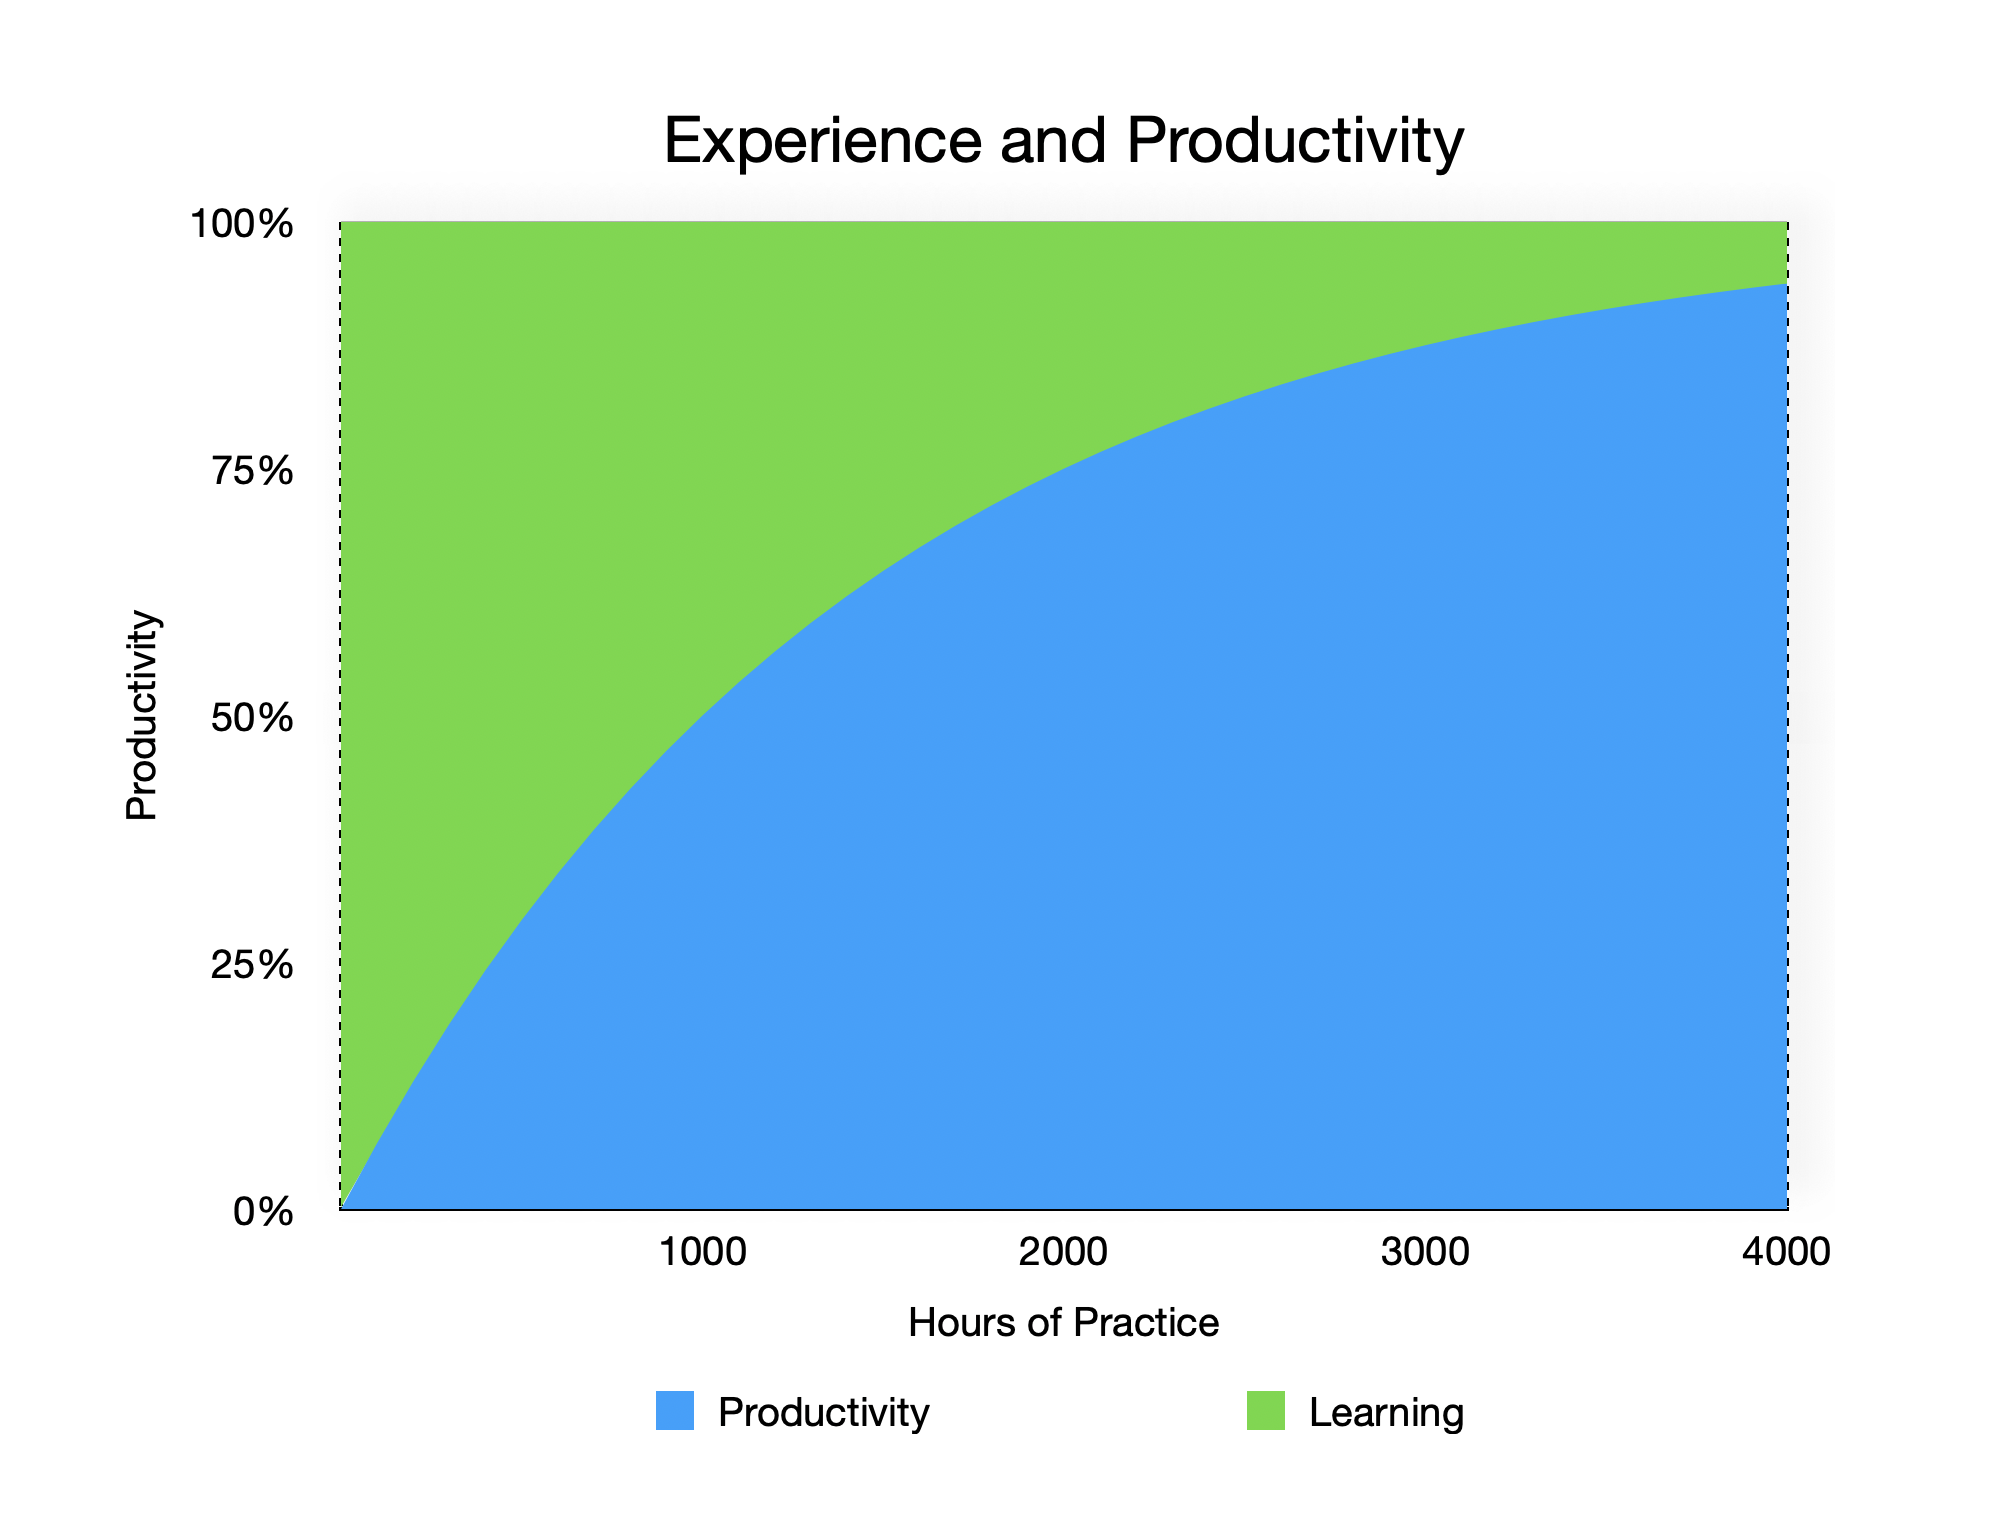 Experience and Productivity
100%
75%
50%
25%
0%
Productivity
1000 2000 3000 4000
Hours of Practice
Productivity Learning